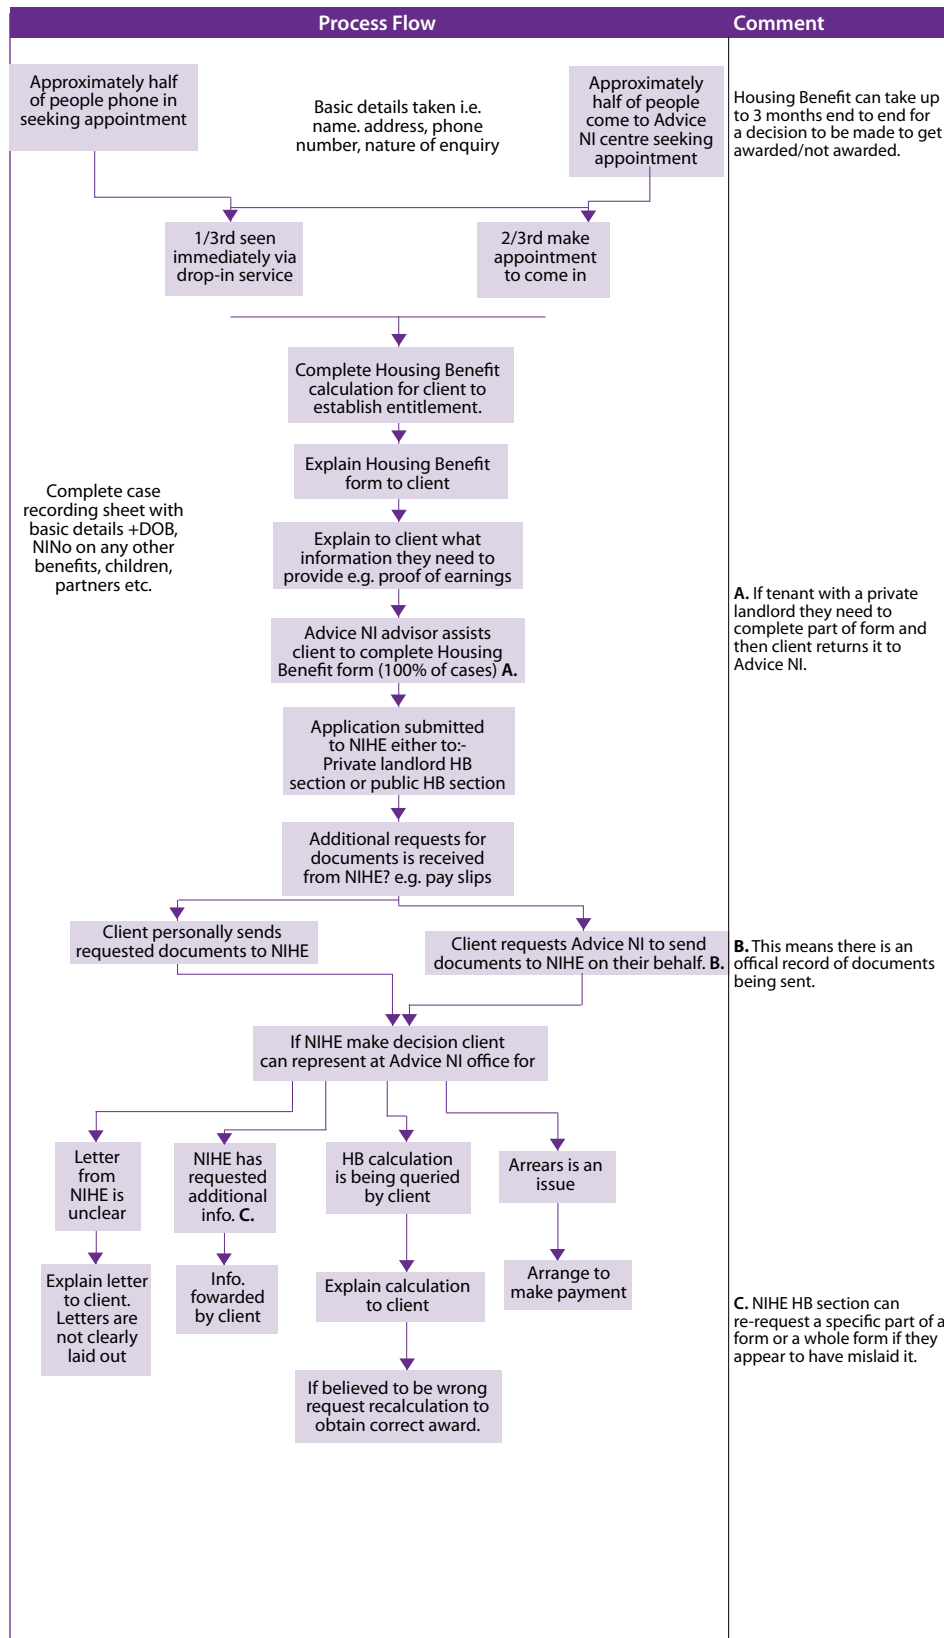 Process Flow
Comment
Approximately half
of people phone in
seeking appointment
Basic details taken i.e.
name. address, phone
number, nature of enquiry
Approximately
half of people
come to Advice
NI centre seeking
appointment
Housing Benefit can take up
to 3 months end to end for
a decision to be made to get
awarded/not awarded.
1/3rd seen
immediately via
drop-in service
2/3rd make
appointment
to come in
Complete Housing Benefit
calculation for client to
establish entitlement.
Explain Housing Benefit
form to client
Complete case
recording sheet with
basic details +DOB,
NINo on any other
benefits, children,
partners etc.
Explain to client what
information they need to
provide e.g. proof of earnings
A. If tenant with a private
landlord they need to
complete part of form and
then client returns it to
Advice NI.
Advice NI advisor assists
client to complete Housing
Benefit form (100% of cases) A.
Application submitted
to NIHE either to:-
Private landlord HB
section or public HB section
Additional requests for
documents is received
from NIHE? e.g. pay slips
Client personally sends
requested documents to NIHE
Client requests Advice NI to send
documents to NIHE on their behalf. B.
B. This means there is an
offical record of documents
being sent.
If NIHE make decision client
can represent at Advice NI office for
Letter
from
NIHE is
unclear
NIHE has
requested
additional
info. C.
HB calculation
is being queried
by client
Arrears is an
issue
Explain letter
to client.
Letters are
not clearly
laid out
Info.
fowarded
by client
Explain calculation
to client
Arrange to
make payment
C. NIHE HB section can
re-request a specific part of a
form or a whole form if they
appear to have mislaid it.
If believed to be wrong
request recalculation to
obtain correct award.